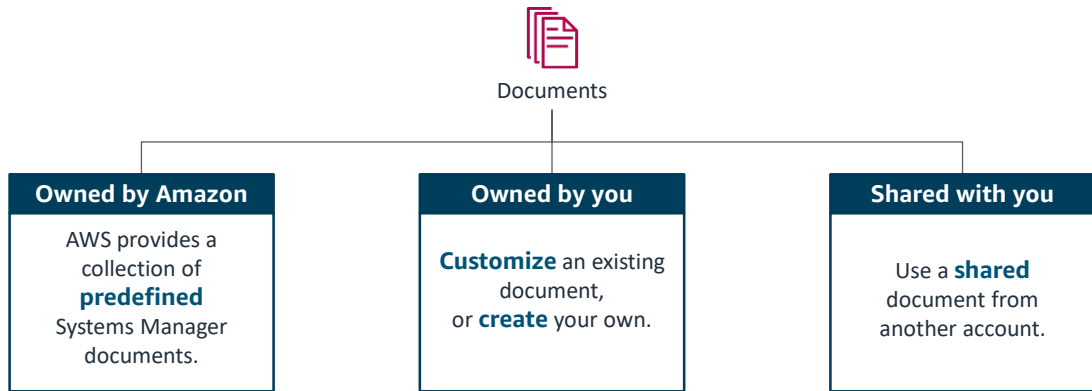 Documents
Owned by Amazon
AWS provides a
collection of
predefined
Systems Manager
documents.
Owned by you
Customize an existing
document,
or create your own.
Shared with you
Use a shared
document from
another account.